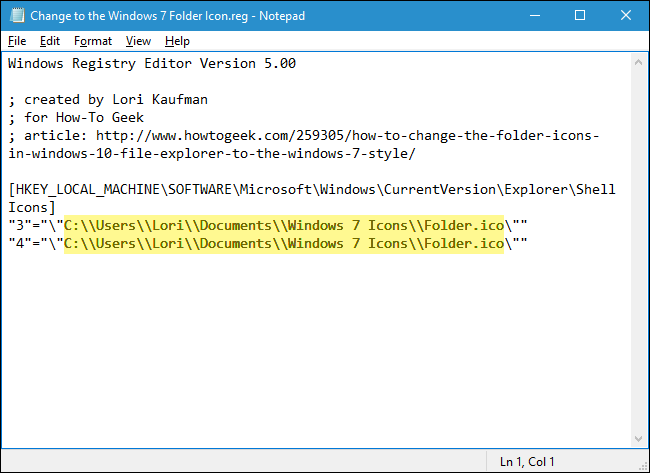 Change to the Windows 7 Folder Icon.reg - Notepad
File Edit Format View Help
Windows Registry Editor Version 5.00
; created by Lori Kaufman
; for How-To Geek
; article: http://www.howtogeek.com/259305/how-to-change-the-folder-icons-
in-windows-10-file-explorer-to-the-windows-7-style/
[HKEY_LOCAL_MACHINE\SOFTWARE\Microsoft\Windows\CurrentVersion\Explorer\Shell
Icons]
"3"="\"C:\\Users\\Lori\\Documents\\Windows 7 Icons\\Folder.ico\""
"4"="\"C:\\Users\\Lori\\Documents\\Windows 7 Icons\\Folder.ico\""
Ln 1, Col 1